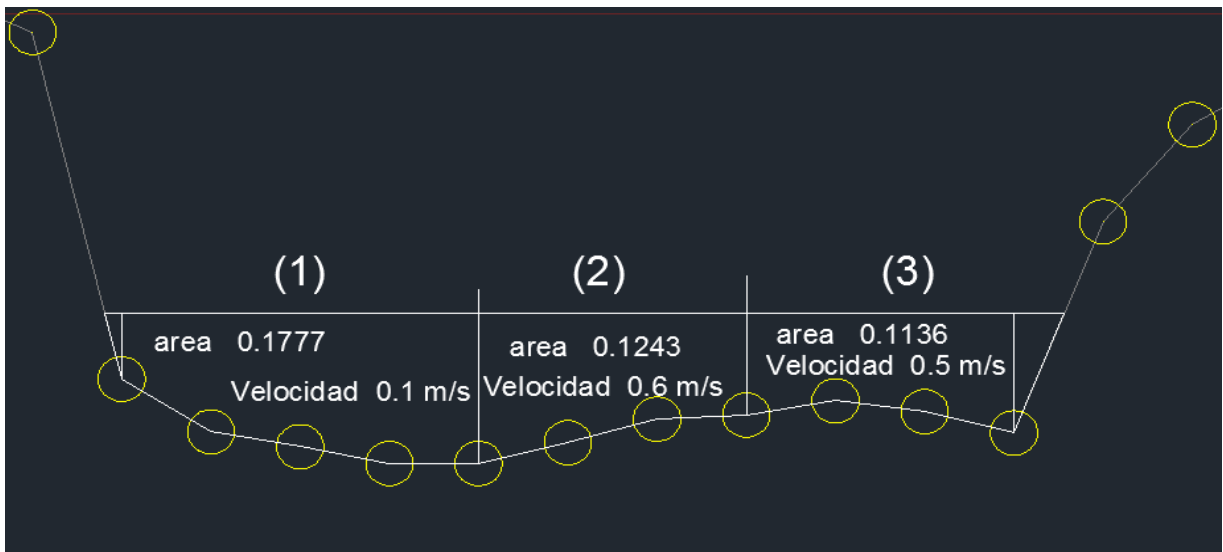 (1)
area 0.1777
Velocidad 0.1 m/s
(2)
area 0.1243
Velocidad 0.6 m/s
(3)
area 0.1136
Velocidad 0.5 m/s